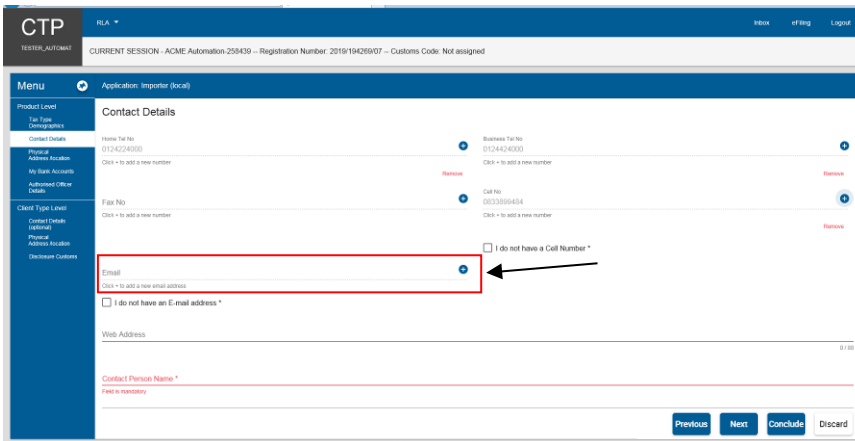 CTP
TESTER_AUTOMAT
RLA
Inbox eFiling Logout
CURRENT SESSION - ACME Automation-258439 -- Registration Number: 2019/194269/07 -- Customs Code: Not assigned
Menu
Application: Importer (local)
Product Level
Tax Type
Demographics
Contact Details
Physical
Address Location
My Bank Accounts
Authorised Officer
Details
Client Type Level
Contact Details
(optional)
Physical
Address Location
Disclosure Customs
Contact Details
Home Tel No
0124224000
Click + to add a new number
Remove
Business Tel No
0124424000
Click + to add a new number
Remove
Fax No
Click + to add a new number
Cell No
0833899484
Click + to add a new number
Remove
I do not have a Cell Number *
Email
Click + to add a new email address
I do not have an E-mail address *
Web Address
0 / 80
Contact Person Name *
Field is mandatory
Previous Next Conclude Discard